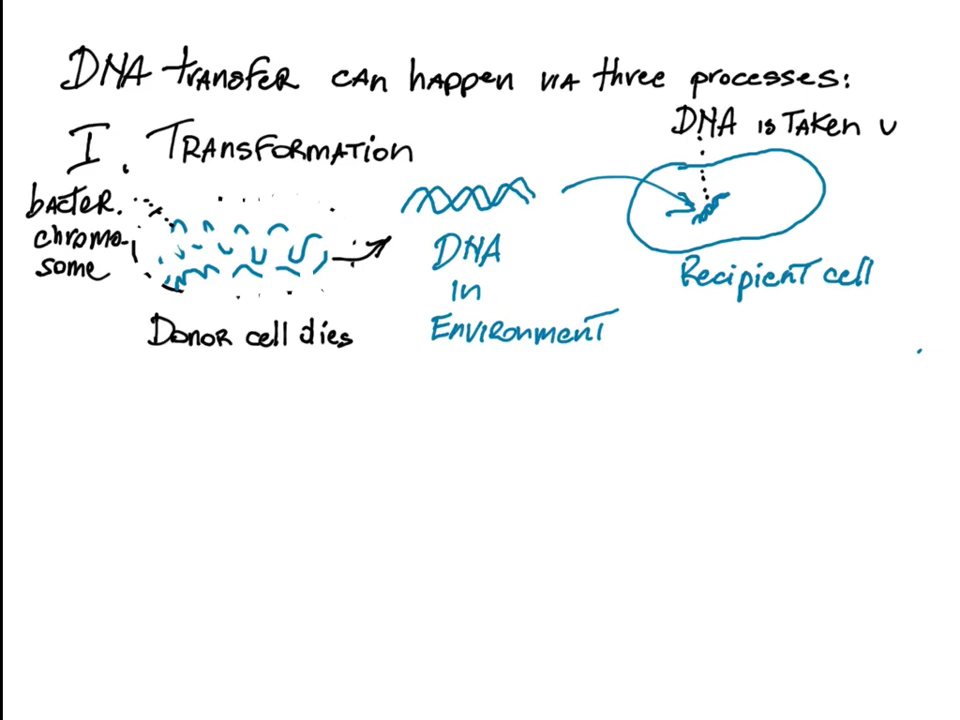 DNA transfer can happen via three processes:
I. Transformation
DNA is taken u
bacter.
chromo-
some
Donor cell dies
DNA
in
Environment
Recipient cell